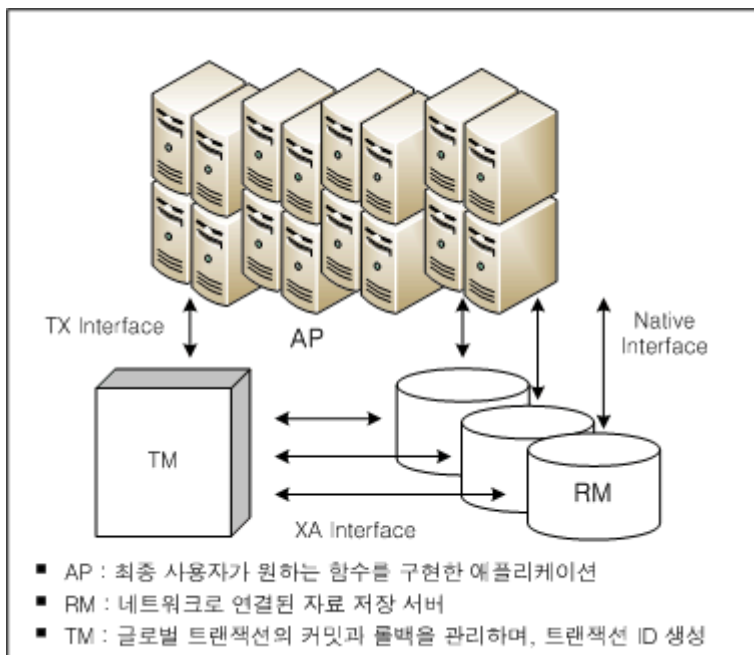 TX Interface
AP
Native
Interface
TM
RM
XA Interface
■ AP : 최종 사용자가 원하는 함수를 구현한 애플리케이션
■ RM : 네트워크로 연결된 자료 저장 서버
■ TM : 글로벌 트랜잭션의 커밋과 롤백을 관리하며, 트랜잭션 ID 생성